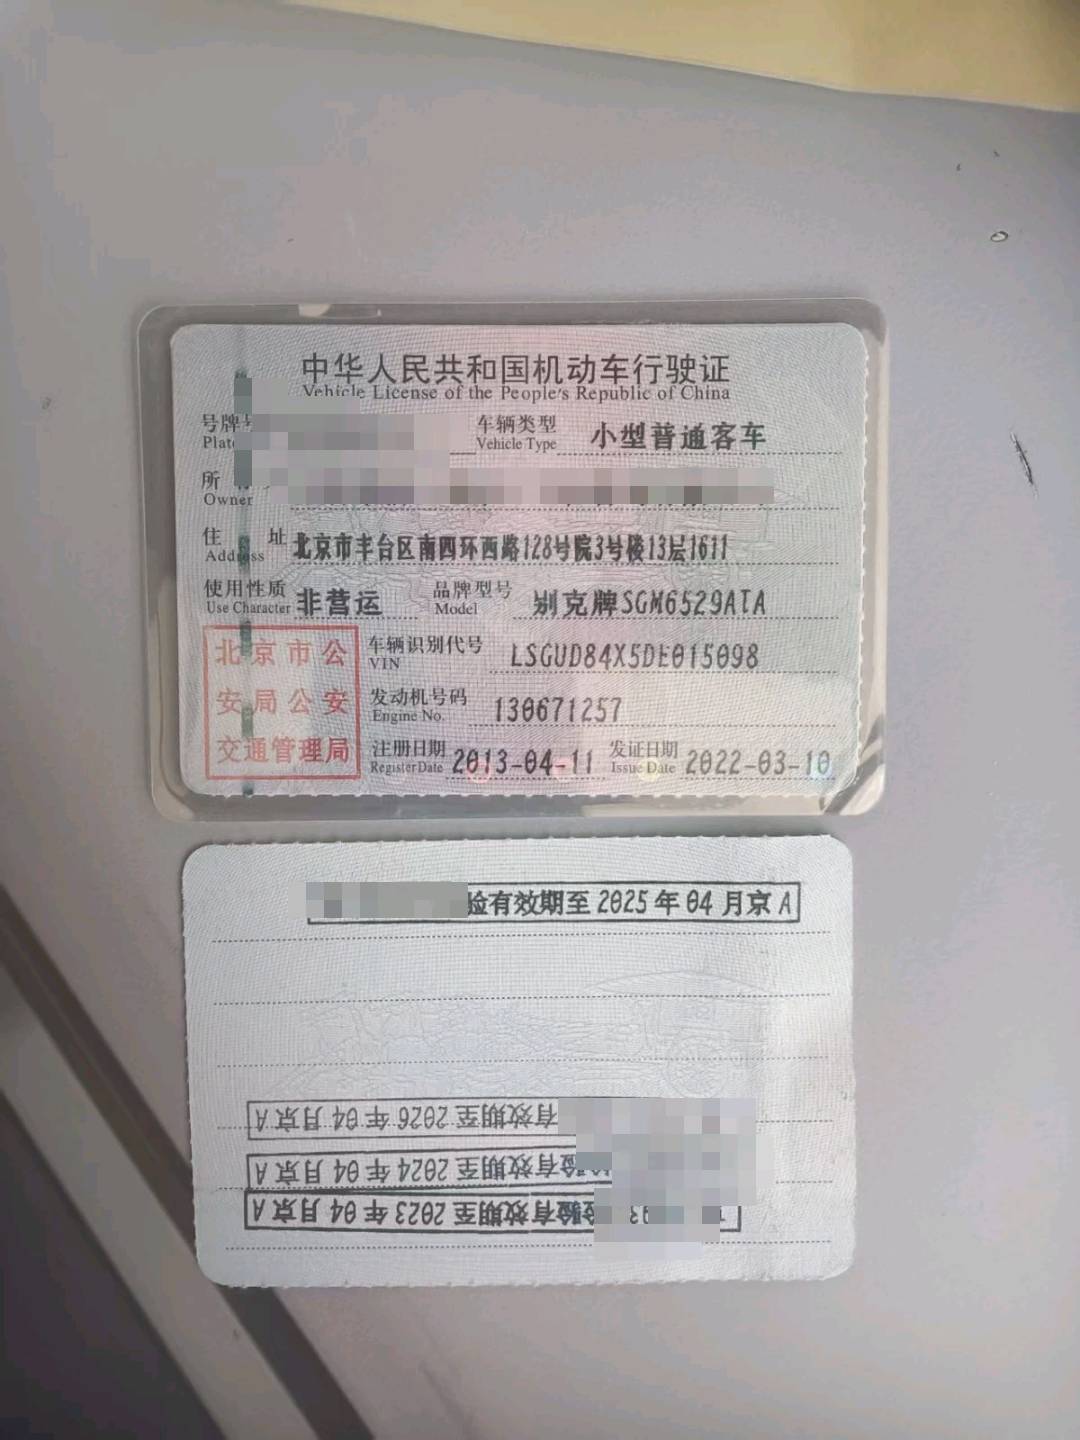 中华人民共和国机动车行驶证
Vehicle License of the People's Republic of China
号牌
Plate
车辆类型 小型普通客车
Vehicle Type
所
Owner
住 址 北京市丰台区南四环西路128号院3号楼13层1611
Address
使用性质 非营运 品牌型号 别克牌SGM6529ATA
Use Character Model
北京市公
安局公安
交通管理局
车辆识别代号 LSGUD84X5DE015098
VIN
发动机号码 130671257
Engine No.
注册日期 2013-04-11 发证日期 2022-03-10
Register Date Issue Date
验有效期至2025年04月京A
有效期至2026年04月京A
验有效期至2024年04月京A
验有效期至2023年04月京A